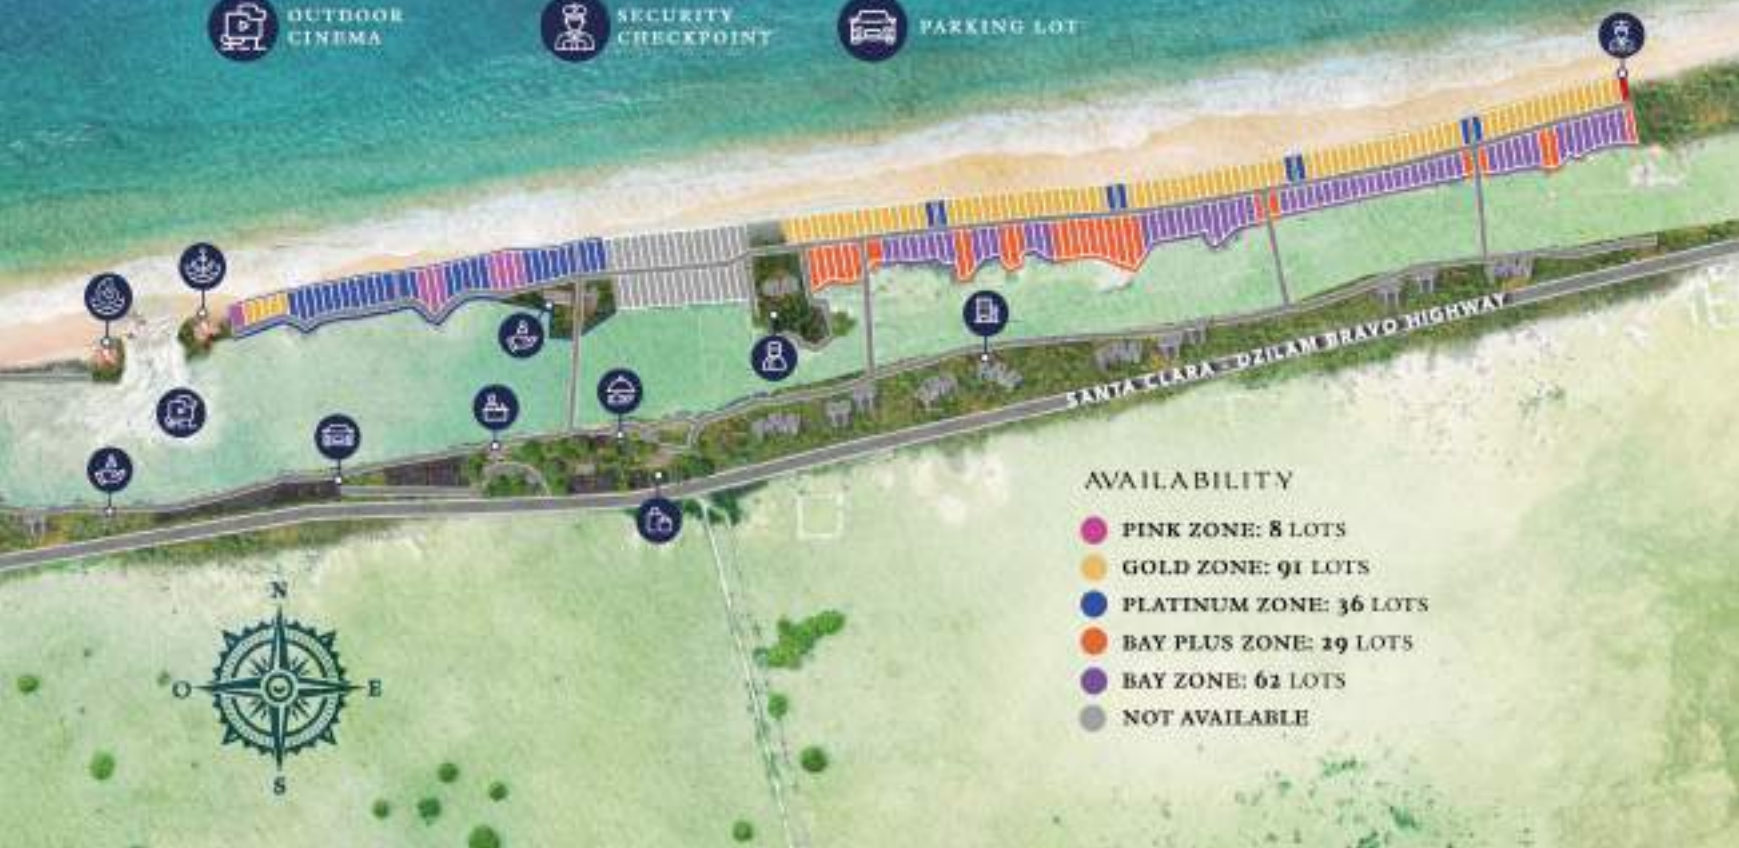 OUTDOOR
CINEMA
SECURITY
CHECKPOINT
PARKING LOT
SANTA CLARA - DZILAM BRAVO HIGHWAY
AVAILABILITY
PINK ZONE: 8 LOTS
GOLD ZONE: 91 LOTS
PLATINUM ZONE: 36 LOTS
BAY PLUS ZONE: 29 LOTS
BAY ZONE: 62 LOTS
NOT AVAILABLE
N
O
E
S